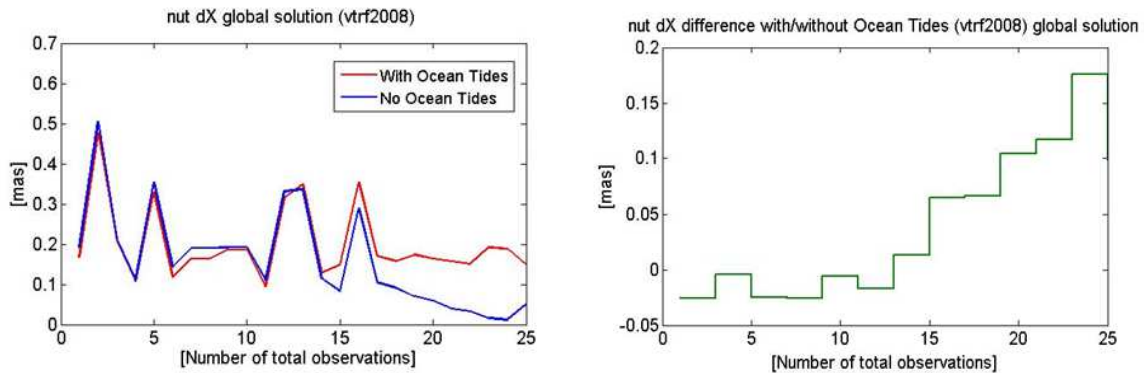 nut dX global solution (vtrf2008)
0.7
0.6
0.5
0.4
0.3
0.2
0.1
0
[mas]
With Ocean Tides
No Ocean Tides
0 5 10 15 20 25
[Number of total observations]
nut dX difference with/without Ocean Tides (vtrf2008) global solution
0.2
0.15
0.1
0.05
0
-0.05
[mas]
0 5 10 15 20 25
[Number of total observations]